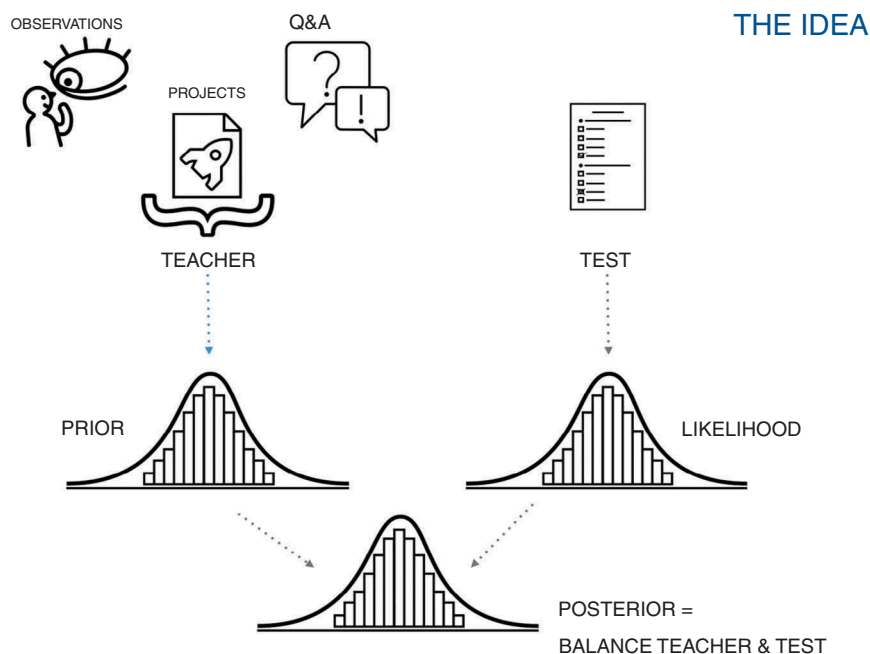 THE IDEA
OBSERVATIONS
Q&A
PROJECTS
?
!
TEACHER
TEST
PRIOR
LIKELIHOOD
POSTERIOR =
BALANCE TEACHER & TEST